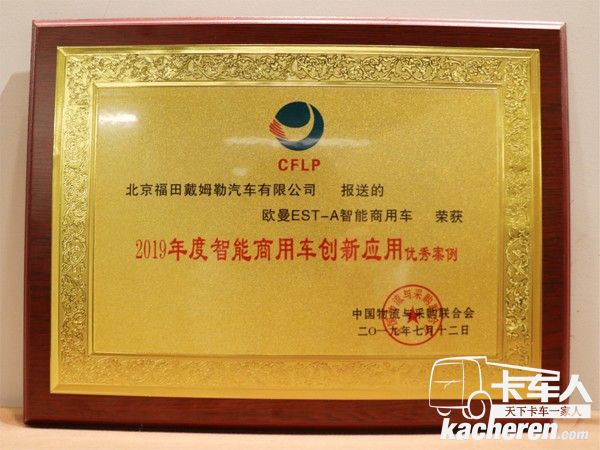 CFLP
北京福田戴姆勒汽车有限公司 报送的
欧曼EST-A智能商用车 荣获
2019年度智能商用车创新应用优秀案例
中国物流与采购联合会
二〇一九年七月十二日
卡车人
天下卡车一家人
kacheren.com